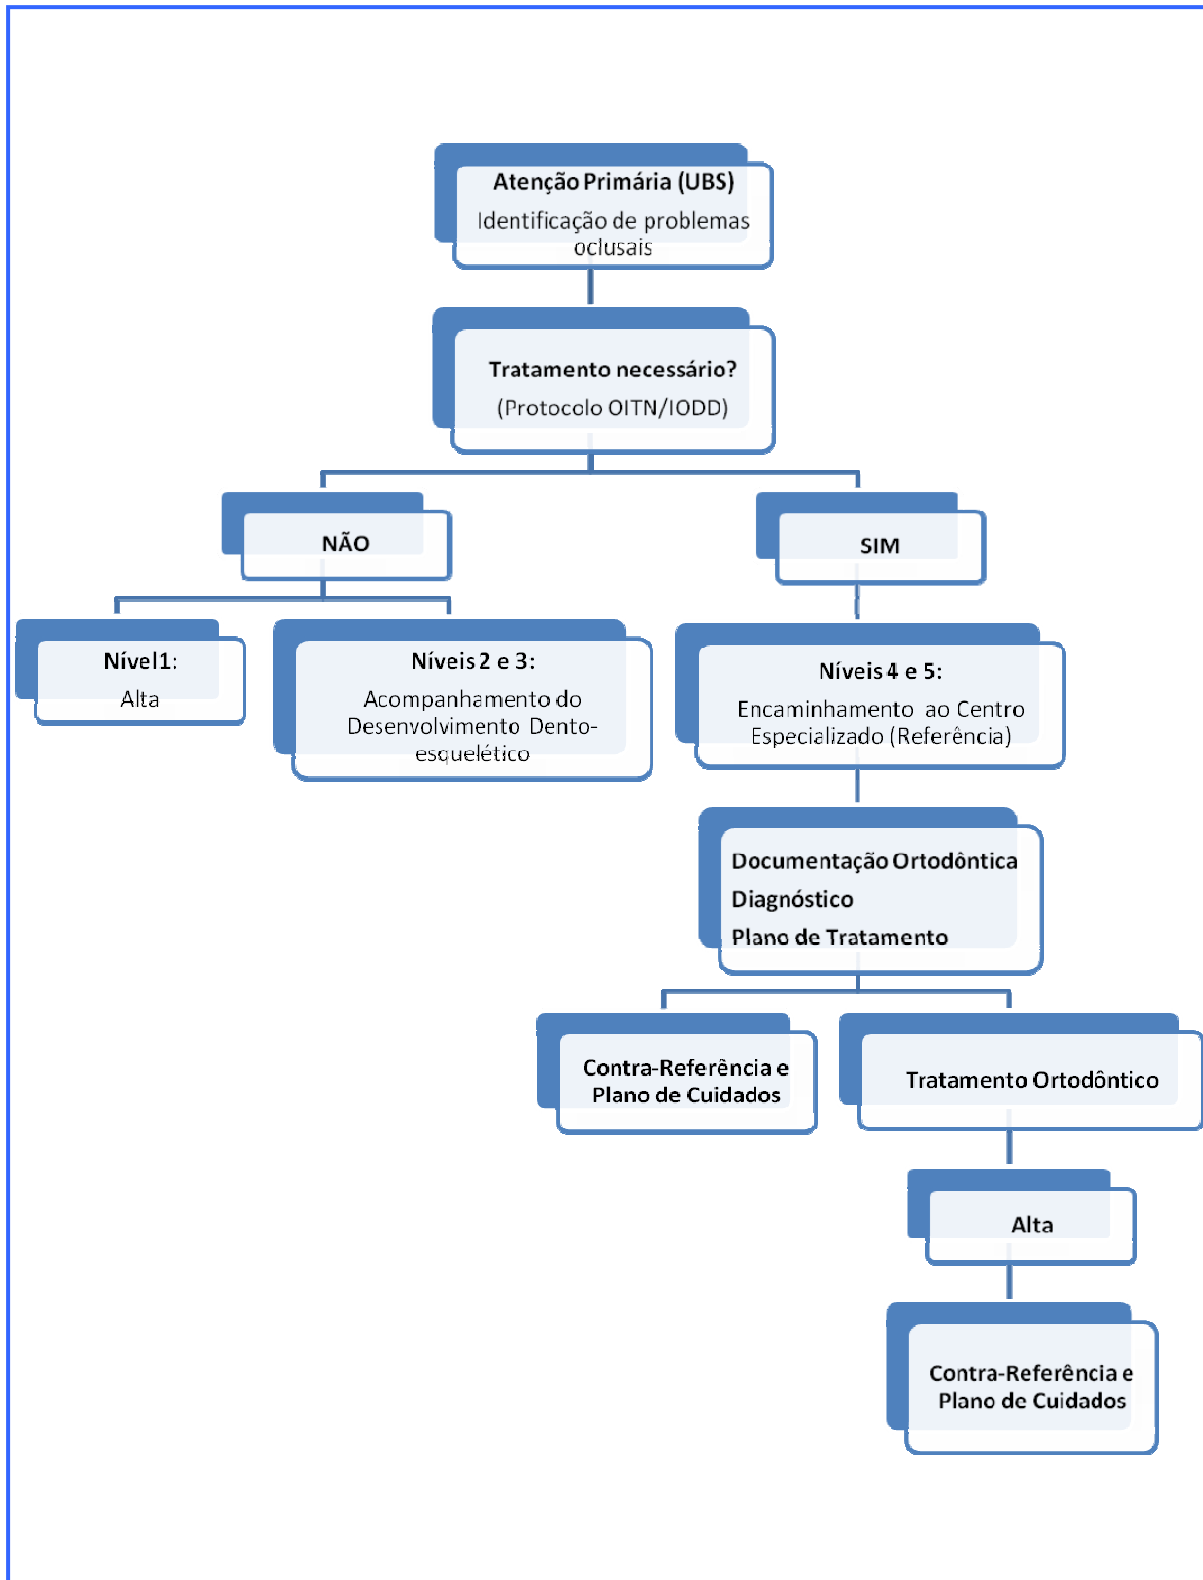 Atenção Primária (UBS)
Identificação de problemas
oclusais
Tratamento necessário?
(Protocolo OITN/IODD)
NÃO
SIM
Nível1:
Alta
Níveis 2 e 3:
Acompanhamento do
Desenvolvimento Dento-
esquelético
Níveis 4 e 5:
Encaminhamento ao Centro
Especializado (Referência)
Documentação Ortodôntica
Diagnóstico
Plano de Tratamento
Contra-Referência e
Plano de Cuidados
Tratamento Ortodôntico
Alta
Contra-Referência e
Plano de Cuidados